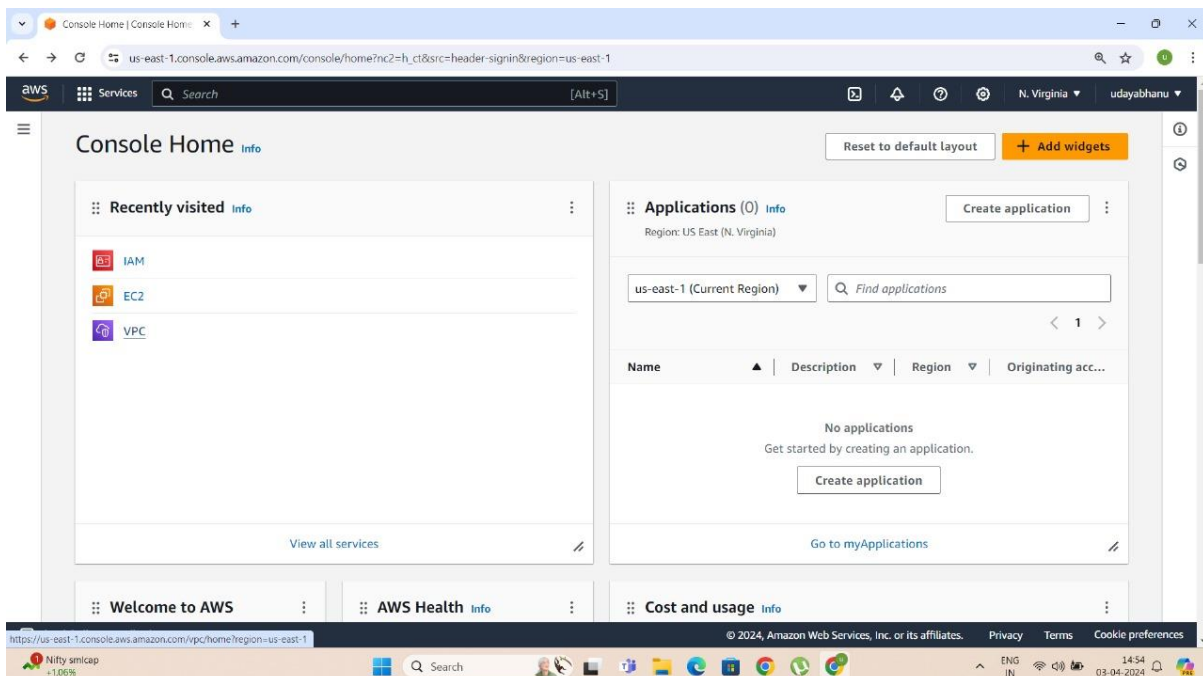 Console Home | Console Home
us-east-1.console.aws.amazon.com/console/home?nc2=h_ct&src=header-signin&region=us-east-1
U
aws
Services
Search
[Alt+S]
N. Virginia
udayabhanu
Console Home Info
Reset to default layout
+ Add widgets
Recently visited Info
IAM
EC2
VPC
View all services
Applications (0) Info
Region: US East (N. Virginia)
Create application
us-east-1 (Current Region)
Find applications
1
Name
Description
Region
Originating acc...
No applications
Get started by creating an application.
Create application
Go to myApplications
Welcome to AWS
AWS Health Info
Cost and usage Info
https://us-east-1.console.aws.amazon.com/vpc/home?region=us-east-1
© 2024, Amazon Web Services, Inc. or its affiliates.
Privacy
Terms
Cookie preferences
1
Nifty smlcap
+1.06%
Search
ENG
IN
14:54
03-04-2024